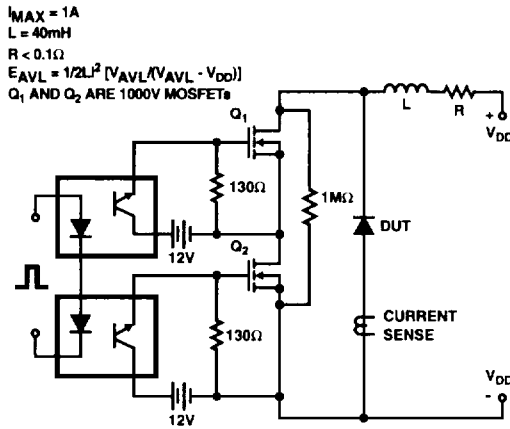 IMAX = 1A
L = 40mH
R < 0.1Ω
EAVL = 1/2LI² [VAVL/(VAVL - VDD)]
Q1 AND Q2 ARE 1000V MOSFETs
Q1
L
R
+
VDD
130Ω
1MΩ
DUT
12V
Q2
CURRENT
SENSE
130Ω
VDD
-
12V